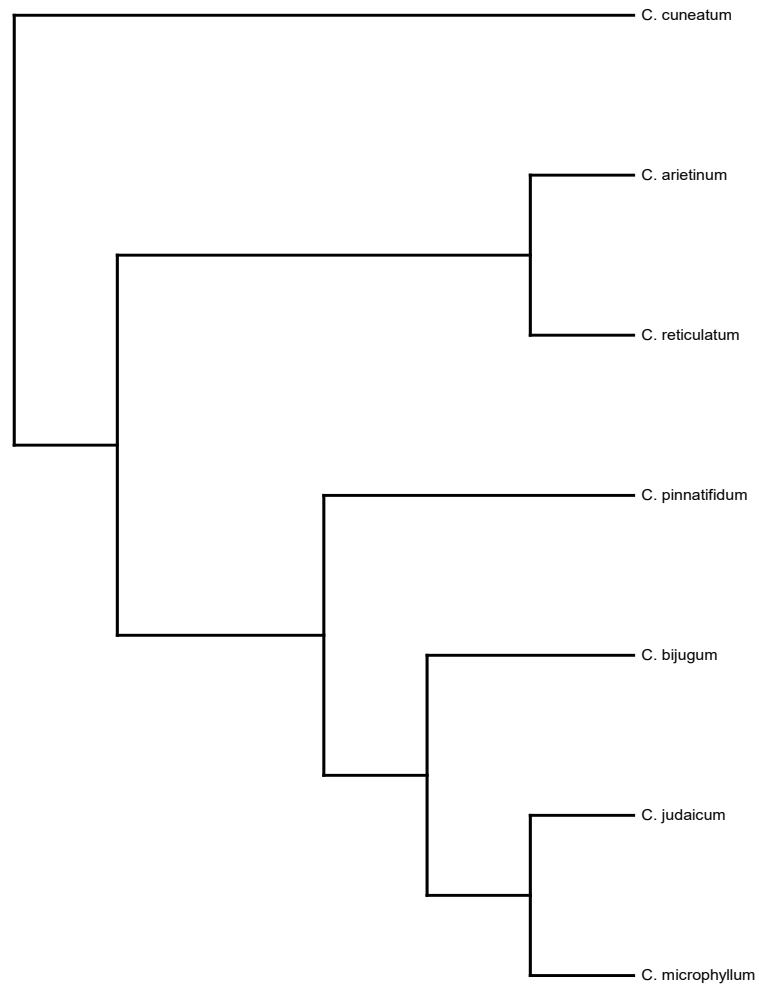 C. cuneatum
C. arietinum
C. reticulatum
C. pinnatifidum
C. bijugum
C. judaicum
C. microphyllum